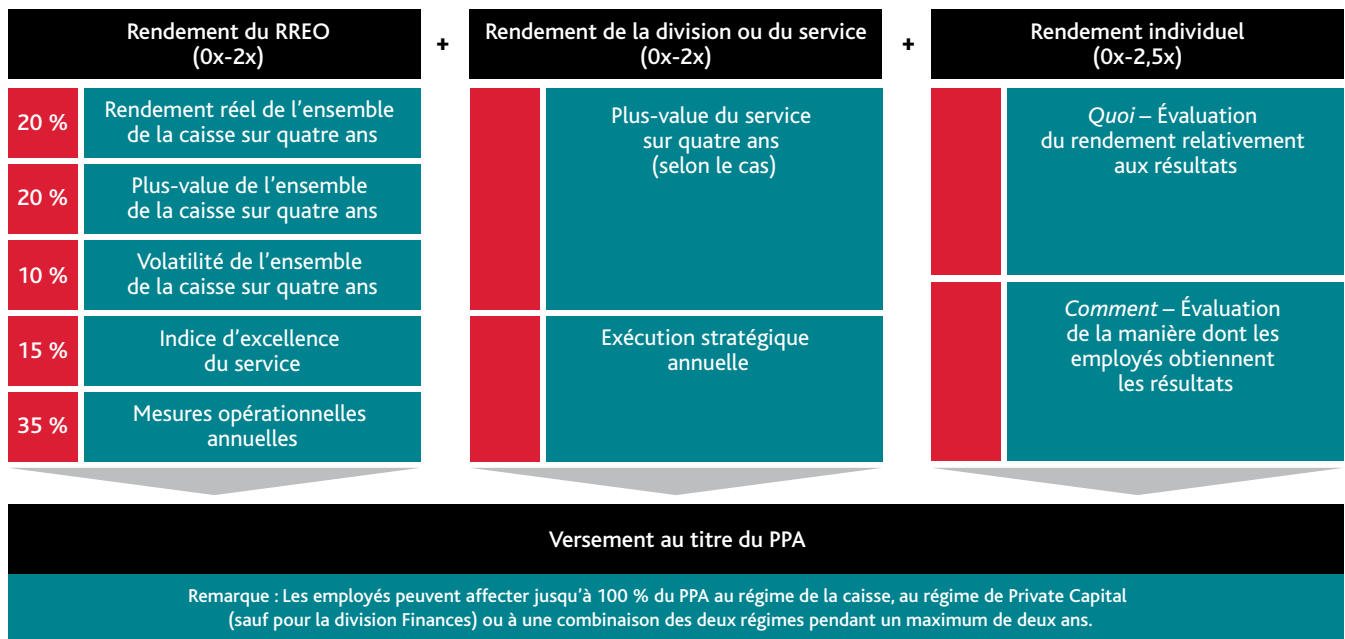 Rendement du RREO
(0x-2x)
+
Rendement de la division ou du service
(0x-2x)
+
Rendement individuel
(0x-2,5x)
20 %
Rendement réel de l'ensemble
de la caisse sur quatre ans
20 %
Plus-value de l'ensemble
de la caisse sur quatre ans
10 %
Volatilité de l'ensemble
de la caisse sur quatre ans
15 %
Indice d'excellence
du service
35 %
Mesures opérationnelles
annuelles
Plus-value du service
sur quatre ans
(selon le cas)
Exécution stratégique
annuelle
Quoi – Évaluation
du rendement relativement
aux résultats
Comment – Évaluation
de la manière dont les
employés obtiennent
les résultats
Versement au titre du PPA
Remarque : Les employés peuvent affecter jusqu'à 100 % du PPA au régime de la caisse, au régime de Private Capital
(sauf pour la division Finances) ou à une combinaison des deux régimes pendant un maximum de deux ans.